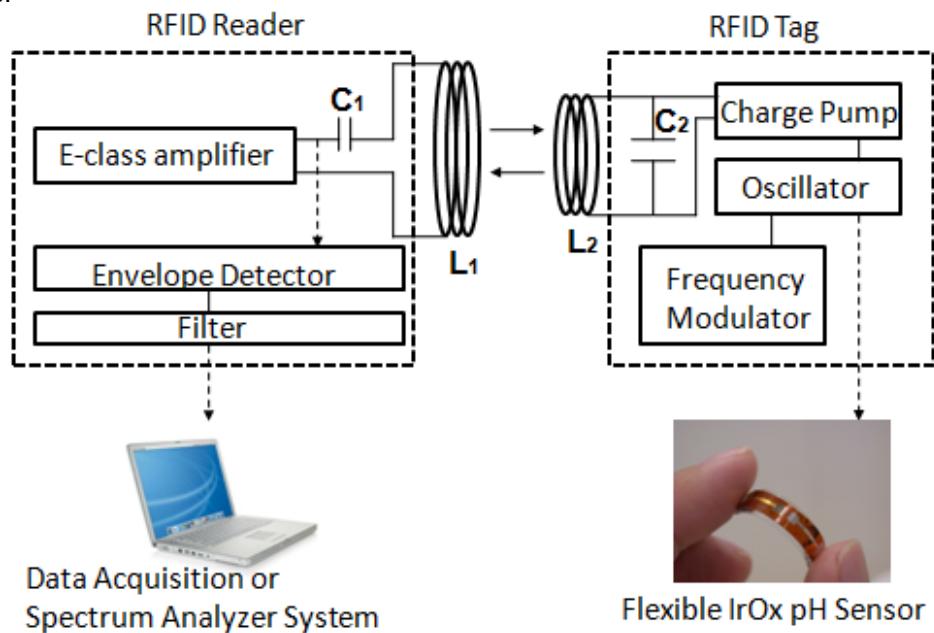 RFID Reader
RFID Tag
C1
E-class amplifier
Envelope Detector
Filter
L1
L2
C2
Charge Pump
Oscillator
Frequency
Modulator
Data Acquisition or
Spectrum Analyzer System
Flexible IrOx pH Sensor